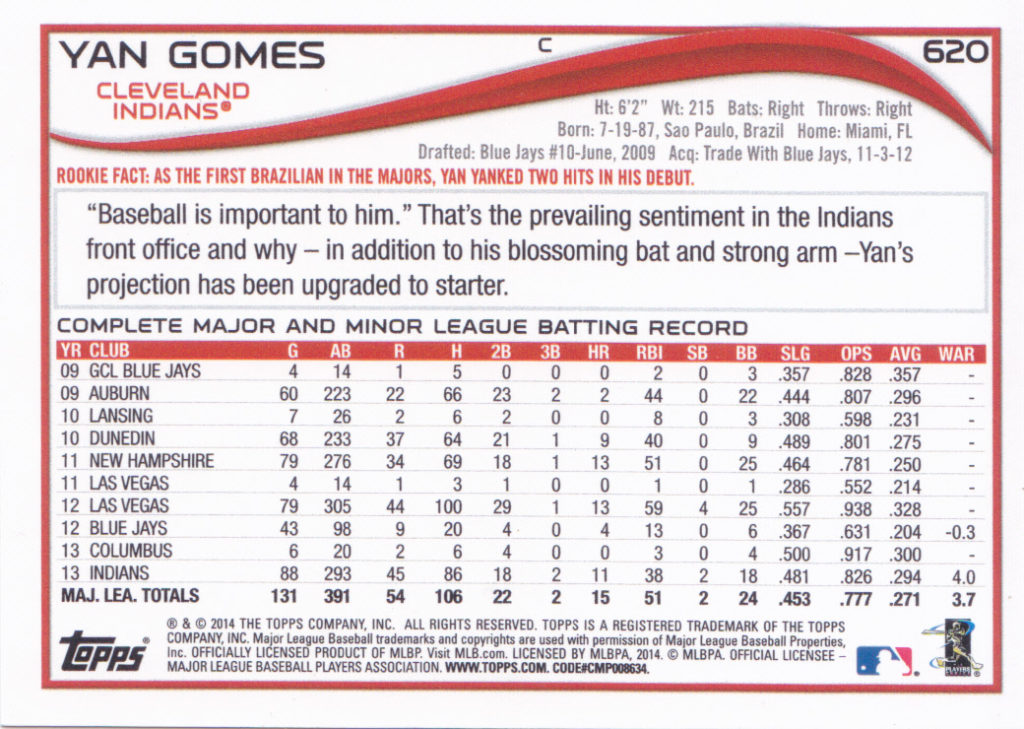 YAN GOMES C 620
CLEVELAND
INDIANS®
Ht: 6'2" Wt: 215 Bats: Right Throws: Right
Born: 7-19-87, Sao Paulo, Brazil Home: Miami, FL
Drafted: Blue Jays #10-June, 2009 Acq: Trade With Blue Jays, 11-3-12
ROOKIE FACT: AS THE FIRST BRAZILIAN IN THE MAJORS, YAN YANKED TWO HITS IN HIS DEBUT.
“Baseball is important to him.” That’s the prevailing sentiment in the Indians
front office and why – in addition to his blossoming bat and strong arm –Yan’s
projection has been upgraded to starter.
COMPLETE MAJOR AND MINOR LEAGUE BATTING RECORD
YR CLUB G AB R H 2B 3B HR RBI SB BB SLG OPS AVG WAR
09 GCL BLUE JAYS 4 14 1 5 0 0 0 2 0 3 .357 .828 .357 -
09 AUBURN 60 223 22 66 23 2 2 44 0 22 .444 .807 .296 -
10 LANSING 7 26 2 6 2 0 0 8 0 3 .308 .598 .231 -
10 DUNEDIN 68 233 37 64 21 1 9 40 0 9 .489 .801 .275 -
11 NEW HAMPSHIRE 79 276 34 69 18 1 13 51 0 25 .464 .781 .250 -
11 LAS VEGAS 4 14 1 3 1 0 0 1 0 1 .286 .552 .214 -
12 LAS VEGAS 79 305 44 100 29 1 13 59 4 25 .557 .938 .328 -
12 BLUE JAYS 43 98 9 20 4 0 4 13 0 6 .367 .631 .204 -0.3
13 COLUMBUS 6 20 2 6 4 0 0 3 0 4 .500 .917 .300 -
13 INDIANS 88 293 45 86 18 2 11 38 2 18 .481 .826 .294 4.0
MAJ. LEA. TOTALS 131 391 54 106 22 2 15 51 2 24 .453 .777 .271 3.7
® & © 2014 THE TOPPS COMPANY, INC. ALL RIGHTS RESERVED. TOPPS IS A REGISTERED TRADEMARK OF THE TOPPS
COMPANY, INC. Major League Baseball trademarks and copyrights are used with permission of Major League Baseball Properties,
Inc. OFFICIALLY LICENSED PRODUCT OF MLBP. Visit MLB.com. LICENSED BY MLBPA, 2014. © MLBPA. OFFICIAL LICENSEE –
MAJOR LEAGUE BASEBALL PLAYERS ASSOCIATION. WWW.TOPPS.COM. CODE#CMP008634.
Topps®
PLAYERS